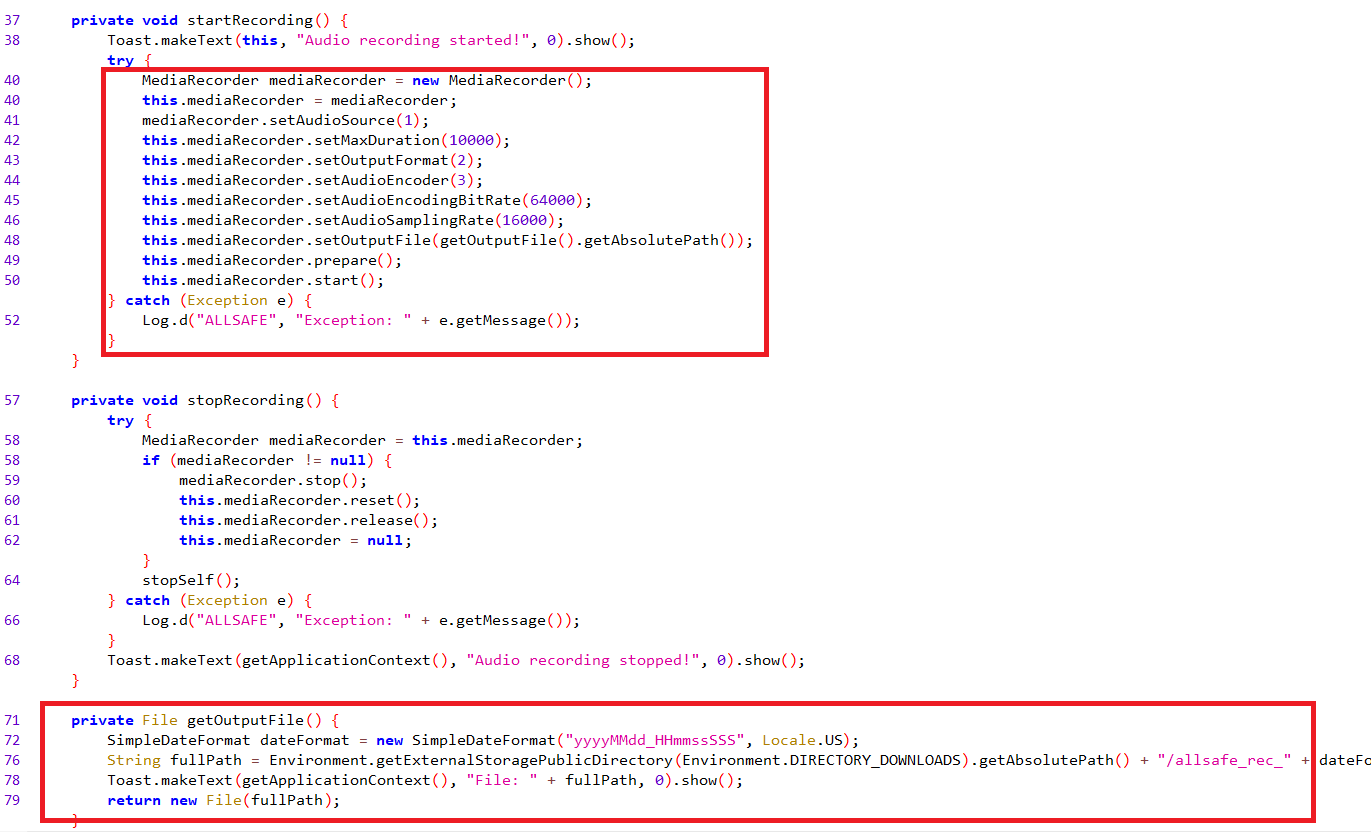 37 private void startRecording() {
38 Toast.makeText(this, "Audio recording started!", 0).show();
try {
40 MediaRecorder mediaRecorder = new MediaRecorder();
40 this.mediaRecorder = mediaRecorder;
41 mediaRecorder.setAudioSource(1);
42 this.mediaRecorder.setMaxDuration(10000);
43 this.mediaRecorder.setOutputFormat(2);
44 this.mediaRecorder.setAudioEncoder(3);
45 this.mediaRecorder.setAudioEncodingBitRate(64000);
46 this.mediaRecorder.setAudioSamplingRate(16000);
48 this.mediaRecorder.setOutputFile(getOutputFile().getAbsolutePath());
49 this.mediaRecorder.prepare();
50 this.mediaRecorder.start();
} catch (Exception e) {
52 Log.d("ALLSAFE", "Exception: " + e.getMessage());
}
}
57 private void stopRecording() {
try {
58 MediaRecorder mediaRecorder = this.mediaRecorder;
58 if (mediaRecorder != null) {
59 mediaRecorder.stop();
60 this.mediaRecorder.reset();
61 this.mediaRecorder.release();
62 this.mediaRecorder = null;
}
64 stopSelf();
} catch (Exception e) {
66 Log.d("ALLSAFE", "Exception: " + e.getMessage());
}
68 Toast.makeText(getApplicationContext(), "Audio recording stopped!", 0).show();
}
71 private File getOutputFile() {
72 SimpleDateFormat dateFormat = new SimpleDateFormat("yyyyMMdd_HHmmssSSS", Locale.US);
76 String fullPath = Environment.getExternalStoragePublicDirectory(Environment.DIRECTORY_DOWNLOADS).getAbsolutePath() + "/allsafe_rec_" + dateFo
78 Toast.makeText(getApplicationContext(), "File: " + fullPath, 0).show();
79 return new File(fullPath);
}